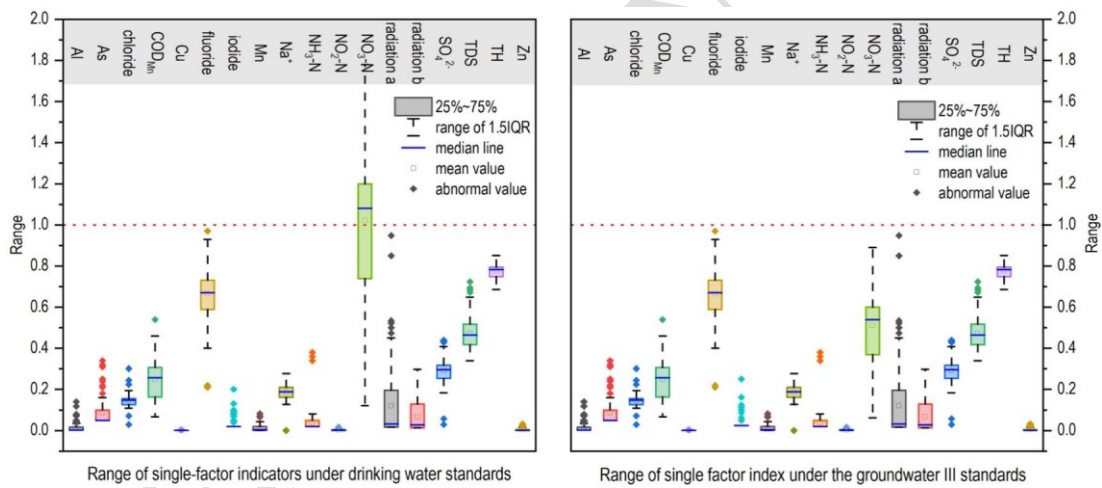 2.0
1.8
1.6
1.4
1.2
1.0
0.8
0.6
0.4
0.2
0.0
Range
Al
As
chloride
COD_Mn
Cu
fluoride
iodide
Mn
Na⁺
NH₃-N
NO₂-N
NO₃-N
radiation a
radiation b
SO₄²⁻
TDS
TH
Zn
25%~75%
range of 1.5IQR
median line
mean value
abnormal value
Range of single-factor indicators under drinking water standards
Al
As
chloride
COD_Mn
Cu
fluoride
iodide
Mn
Na⁺
NH₃-N
NO₂-N
NO₃-N
radiation a
radiation b
SO₄²⁻
TDS
TH
Zn
25%~75%
range of 1.5IQR
median line
mean value
abnormal value
2.0
1.8
1.6
1.4
1.2
1.0
0.8
0.6
0.4
0.2
0.0
Range
Range of single factor index under the groundwater III standards